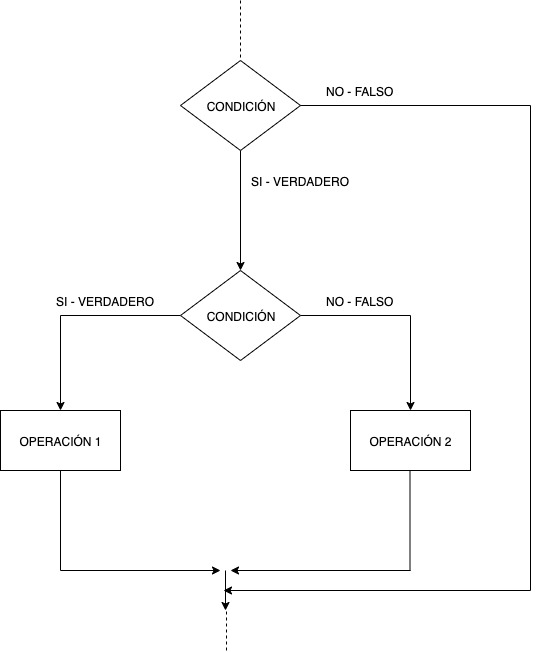 CONDICIÓN
NO - FALSO
SI - VERDADERO
SI - VERDADERO
CONDICIÓN
NO - FALSO
OPERACIÓN 1
OPERACIÓN 2